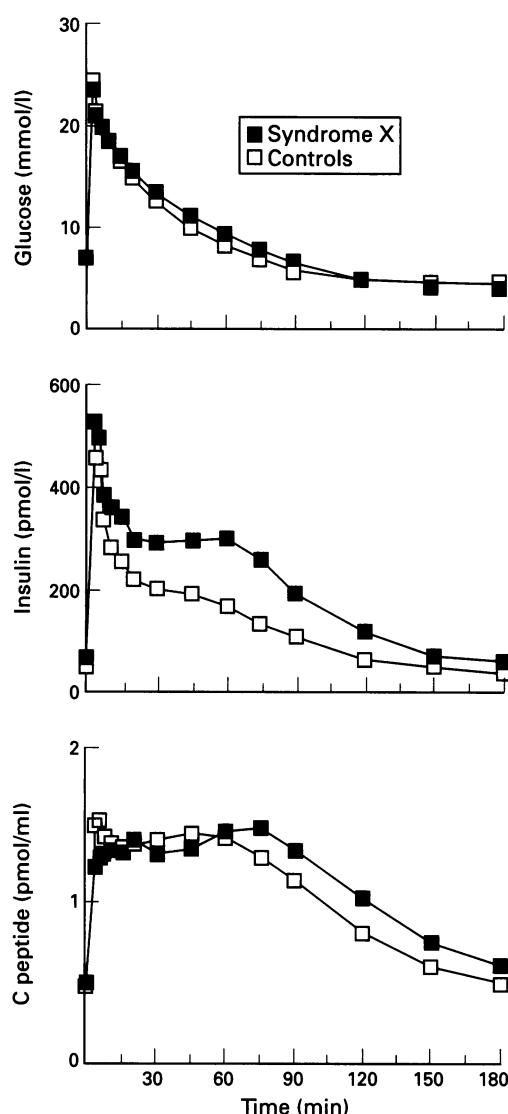 30
20
10
0
Glucose (mmol/l)
Syndrome X
Controls
600
400
200
0
Insulin (pmol/l)
2
1
0
C peptide (pmol/ml)
30 60 90 120 150 180
Time (min)